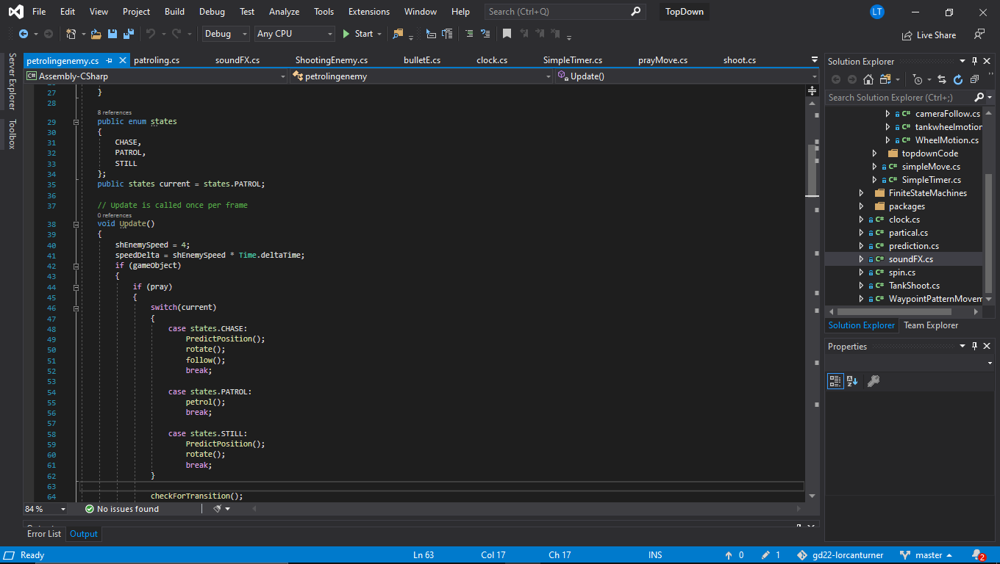 File Edit View Project Build Debug Test Analyze Tools Extensions Window Help Search (Ctrl+Q) TopDown LT
Debug Any CPU Start Live Share
Server Explorer
Toolbox
petrolingenemy.cs patroling.cs soundFX.cs ShootingEnemy.cs bulletE.cs clock.cs SimpleTimer.cs prayMove.cs shoot.cs
C# Assembly-CSharp petrolingenemy Update()
27 }
28
8 references
29 public enum states
30 {
31 CHASE,
32 PATROL,
33 STILL
34 };
35 public states current = states.PATROL;
36
37 // Update is called once per frame
0 references
38 void Update()
39 {
40 shEnemySpeed = 4;
41 speedDelta = shEnemySpeed * Time.deltaTime;
42 if (gameObject)
43 {
44 if (pray)
45 {
46 switch(current)
47 {
48 case states.CHASE:
49 PredictPosition();
50 rotate();
51 follow();
52 break;
53
54 case states.PATROL:
55 petrol();
56 break;
57
58 case states.STILL:
59 PredictPosition();
60 rotate();
61 break;
62 }
63
64 checkForTransition();
84 % No issues found
Error List Output
Solution Explorer
Search Solution Explorer (Ctrl+;)
C# cameraFollow.cs
C# tankwheelmotion
C# WheelMotion.cs
topdownCode
C# simpleMove.cs
C# SimpleTimer.cs
FiniteStateMachines
packages
C# clock.cs
C# partical.cs
C# prediction.cs
C# soundFX.cs
C# spin.cs
C# TankShoot.cs
C# WaypointPatternMovem
Solution Explorer Team Explorer
Properties
Ready Ln 63 Col 17 Ch 17 INS 0 1 gd22-lorcanturner master 2